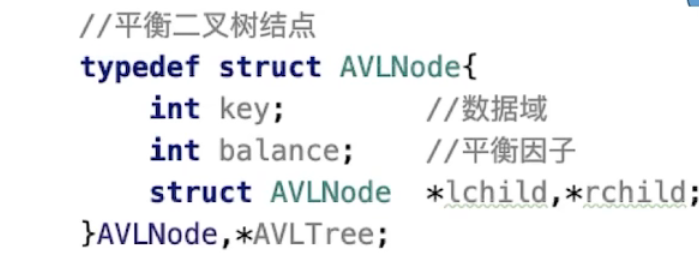 //平衡二叉树结点
typedef struct AVLNode{
    int key;         //数据域
    int balance;     //平衡因子
    struct AVLNode  *lchild,*rchild;
}AVLNode,*AVLTree;